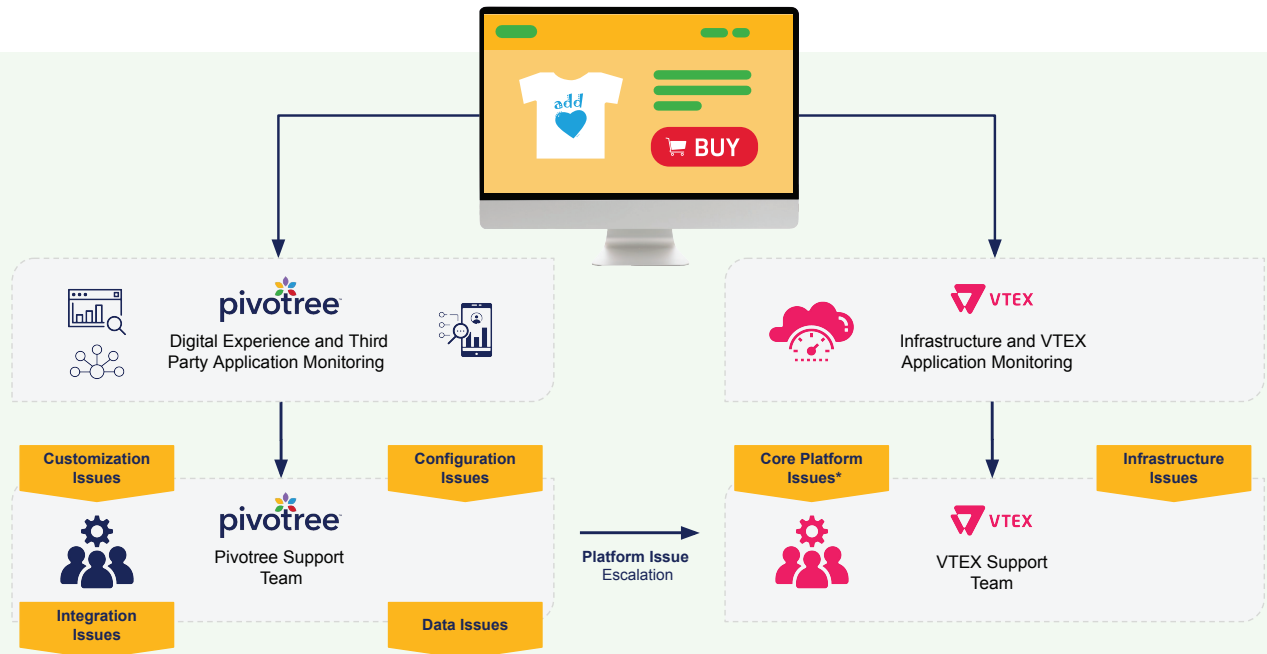 add
BUY
pivotree
Digital Experience and Third
Party Application Monitoring
VTEX
Infrastructure and VTEX
Application Monitoring
Customization
Issues
Configuration
Issues
Core Platform
Issues*
Infrastructure
Issues
pivotree
Pivotree Support
Team
Platform Issue
Escalation
VTEX
VTEX Support
Team
Integration
Issues
Data Issues